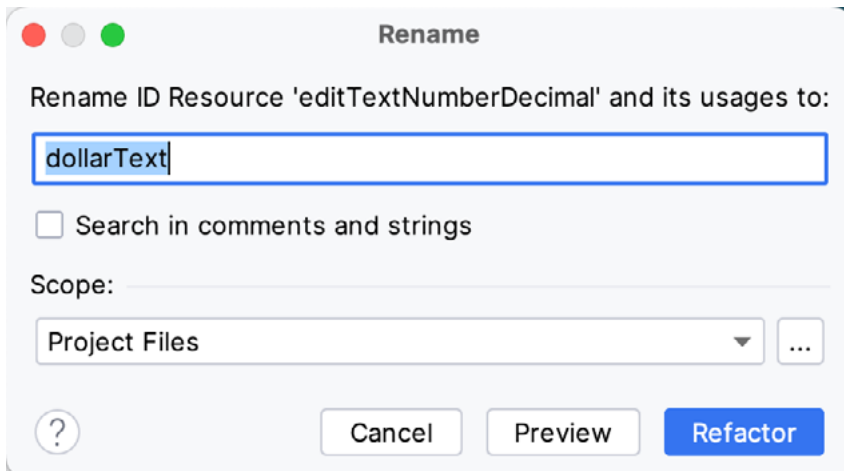 Rename
Rename ID Resource 'editTextNumberDecimal' and its usages to:
dollarText
Search in comments and strings
Scope:
Project Files
...
?
Cancel
Preview
Refactor